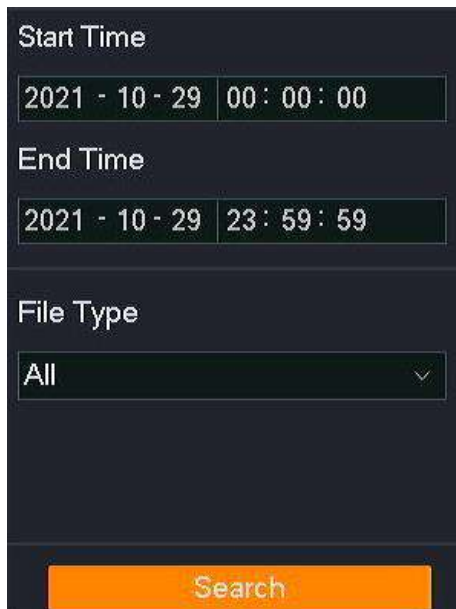 Start Time
2021 - 10 - 29 00 : 00 : 00
End Time
2021 - 10 - 29 23 : 59 : 59
File Type
All
Search